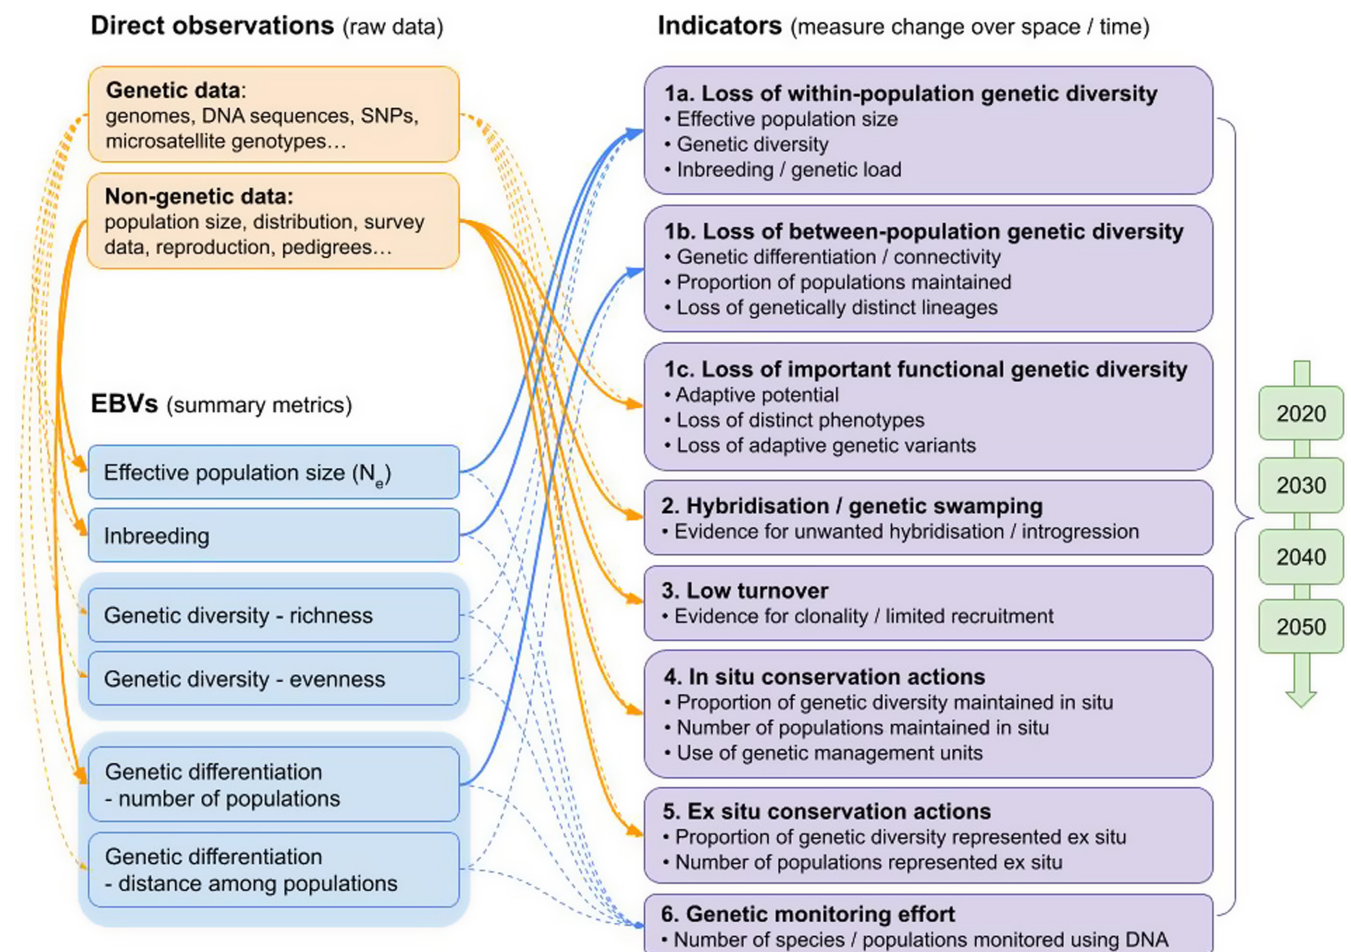 Direct observations (raw data)
Genetic data:
genomes, DNA sequences, SNPs,
microsatellite genotypes…
Non-genetic data:
population size, distribution, survey
data, reproduction, pedigrees…
EBVs (summary metrics)
Effective population size (Ne)
Inbreeding
Genetic diversity - richness
Genetic diversity - evenness
Genetic differentiation
- number of populations
Genetic differentiation
- distance among populations
Indicators (measure change over space / time)
1a. Loss of within-population genetic diversity
• Effective population size
• Genetic diversity
• Inbreeding / genetic load
1b. Loss of between-population genetic diversity
• Genetic differentiation / connectivity
• Proportion of populations maintained
• Loss of genetically distinct lineages
1c. Loss of important functional genetic diversity
• Adaptive potential
• Loss of distinct phenotypes
• Loss of adaptive genetic variants
2. Hybridisation / genetic swamping
• Evidence for unwanted hybridisation / introgression
3. Low turnover
• Evidence for clonality / limited recruitment
4. In situ conservation actions
• Proportion of genetic diversity maintained in situ
• Number of populations maintained in situ
• Use of genetic management units
5. Ex situ conservation actions
• Proportion of genetic diversity represented ex situ
• Number of populations represented ex situ
6. Genetic monitoring effort
• Number of species / populations monitored using DNA
2020
2030
2040
2050